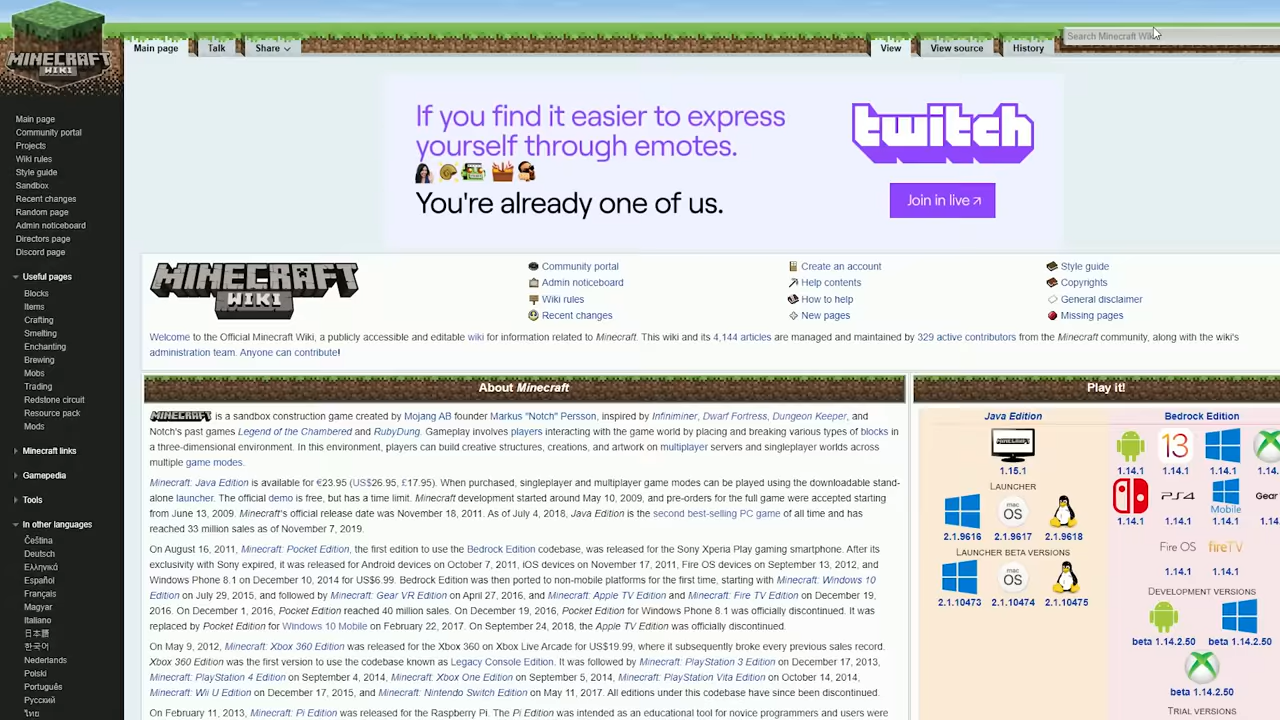 MINECRAFT
WIKI
Main page
Talk
Share
View
View source
History
Search Minecraft Wiki
Main page
Community portal
Projects
Wiki rules
Style guide
Sandbox
Recent changes
Random page
Admin noticeboard
Directors page
Discord page
Useful pages
Blocks
Items
Crafting
Smelting
Enchanting
Brewing
Mobs
Trading
Redstone circuit
Resource pack
Mods
Minecraft links
Gamepedia
Tools
In other languages
Čeština
Deutsch
Ελληνικά
Español
Français
Magyar
Italiano
日本語
한국어
Nederlands
Polski
Português
Русский
ไทย
If you find it easier to express
yourself through emotes.
You're already one of us.
twitch
Join in live
MINECRAFT
WIKI
Community portal
Admin noticeboard
Wiki rules
Recent changes
Create an account
Help contents
How to help
New pages
Style guide
Copyrights
General disclaimer
Missing pages
Welcome to the Official Minecraft Wiki, a publicly accessible and editable wiki for information related to Minecraft. This wiki and its 4,144 articles are managed and maintained by 329 active contributors from the Minecraft community, along with the wiki's
administration team. Anyone can contribute!
About Minecraft
MINECRAFT is a sandbox construction game created by Mojang AB founder Markus "Notch" Persson, inspired by Infiniminer, Dwarf Fortress, Dungeon Keeper, and
Notch's past games Legend of the Chambered and RubyDung. Gameplay involves players interacting with the game world by placing and breaking various types of blocks
in a three-dimensional environment. In this environment, players can build creative structures, creations, and artwork on multiplayer servers and singleplayer worlds across
multiple game modes.
Minecraft: Java Edition is available for €23.95 (US$26.95, £17.95). When purchased, singleplayer and multiplayer game modes can be played using the downloadable stand-
alone launcher. The official demo is free, but has a time limit. Minecraft development started around May 10, 2009, and pre-orders for the full game were accepted starting
from June 13, 2009. Minecraft's official release date was November 18, 2011. As of July 4, 2018, Java Edition is the second best-selling PC game of all time and has
reached 33 million sales as of November 7, 2019.
On August 16, 2011, Minecraft: Pocket Edition, the first edition to use the Bedrock Edition codebase, was released for the Sony Xperia Play gaming smartphone. After its
exclusivity with Sony expired, it was released for Android devices on October 7, 2011, iOS devices on November 17, 2011, Fire OS devices on September 13, 2012, and
Windows Phone 8.1 on December 10, 2014 for US$6.99. Bedrock Edition was then ported to non-mobile platforms for the first time, starting with Minecraft: Windows 10
Edition on July 29, 2015, and followed by Minecraft: Gear VR Edition on April 27, 2016, and Minecraft: Apple TV Edition and Minecraft: Fire TV Edition on December 19,
2016. On December 1, 2016, Pocket Edition reached 40 million sales. On December 19, 2016, Pocket Edition for Windows Phone 8.1 was officially discontinued. It was
replaced by Pocket Edition for Windows 10 Mobile on February 22, 2017. On September 24, 2018, the Apple TV Edition was officially discontinued.
On May 9, 2012, Minecraft: Xbox 360 Edition was released for the Xbox 360 on Xbox Live Arcade for US$19.99, where it subsequently broke every previous sales record.
Xbox 360 Edition was the first version to use the codebase known as Legacy Console Edition. It was followed by Minecraft: PlayStation 3 Edition on December 17, 2013,
Minecraft: PlayStation 4 Edition on September 4, 2014, Minecraft: Xbox One Edition on September 5, 2014, Minecraft: PlayStation Vita Edition on October 14, 2014,
Minecraft: Wii U Edition on December 17, 2015, and Minecraft: Nintendo Switch Edition on May 11, 2017. All editions under this codebase have since been discontinued.
On February 11, 2013, Minecraft: Pi Edition was released for the Raspberry Pi. The Pi Edition was intended as an educational tool for novice programmers and users were
Play it!
Java Edition
1.15.1
LAUNCHER
mac
OS
2.1.9616 2.1.9617 2.1.9618
LAUNCHER BETA VERSIONS
mac
OS
2.1.10473 2.1.10474 2.1.10475
Bedrock Edition
13
1.14.1 1.14.1 1.14.1 1.14.
PS4
Mobile
Gear
1.14.1 1.14.1 1.14.1
Fire OS fireTV
1.14.1 1.14.1
DEVELOPMENT VERSIONS
beta 1.14.2.50 beta 1.14.2.50
beta 1.14.2.50
TRIAL VERSIONS